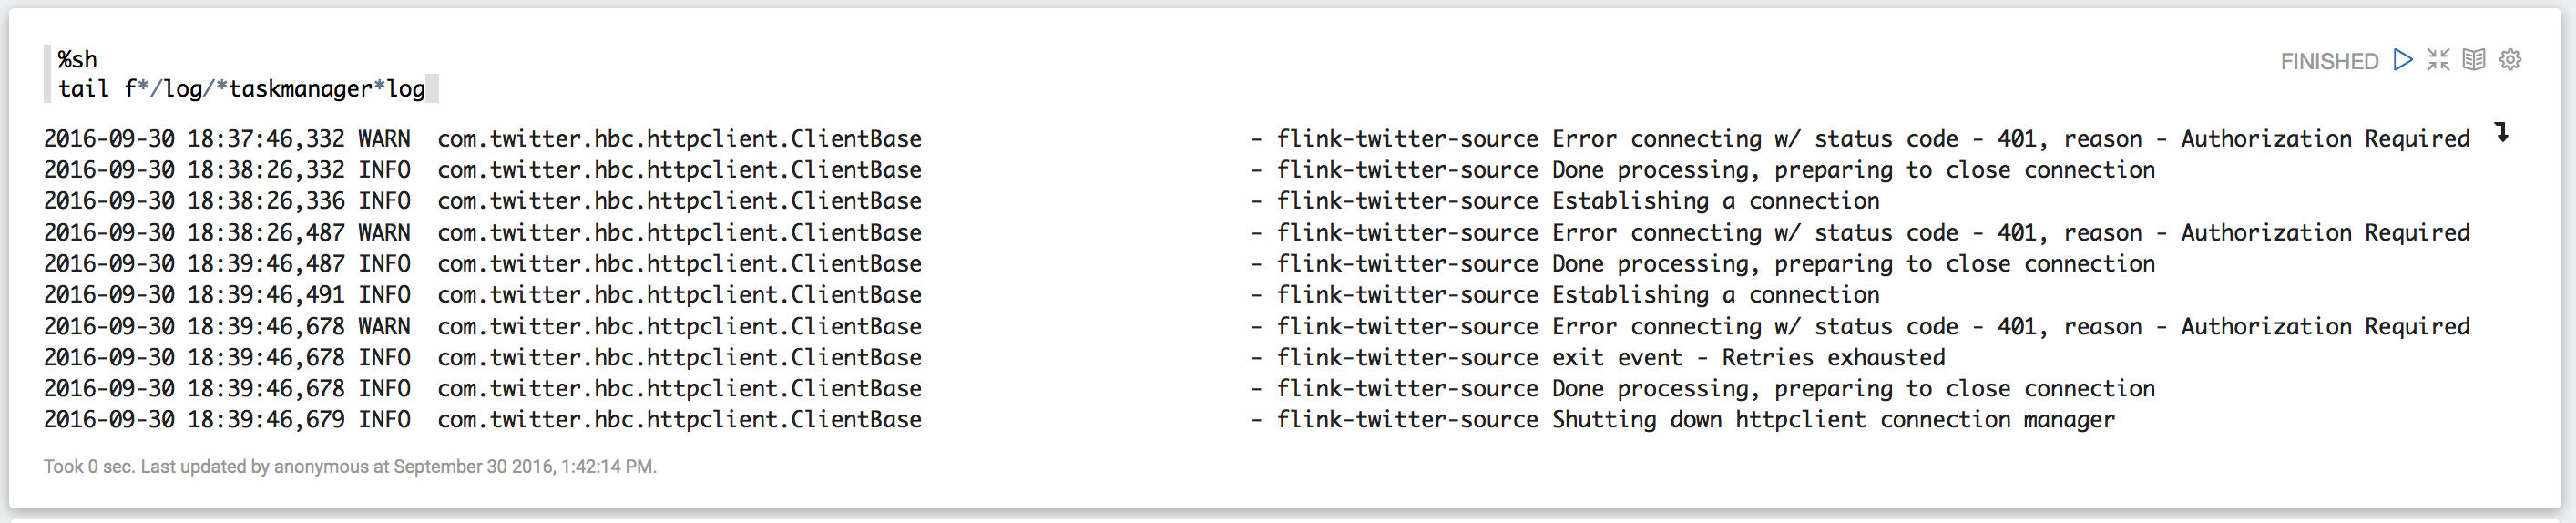 %sh
tail f*/log/*taskmanager*log
FINISHED
2016-09-30 18:37:46,332 WARN  com.twitter.hbc.httpclient.ClientBase                         - flink-twitter-source Error connecting w/ status code - 401, reason - Authorization Required
2016-09-30 18:38:26,332 INFO  com.twitter.hbc.httpclient.ClientBase                         - flink-twitter-source Done processing, preparing to close connection
2016-09-30 18:38:26,336 INFO  com.twitter.hbc.httpclient.ClientBase                         - flink-twitter-source Establishing a connection
2016-09-30 18:38:26,487 WARN  com.twitter.hbc.httpclient.ClientBase                         - flink-twitter-source Error connecting w/ status code - 401, reason - Authorization Required
2016-09-30 18:39:46,487 INFO  com.twitter.hbc.httpclient.ClientBase                         - flink-twitter-source Done processing, preparing to close connection
2016-09-30 18:39:46,491 INFO  com.twitter.hbc.httpclient.ClientBase                         - flink-twitter-source Establishing a connection
2016-09-30 18:39:46,678 WARN  com.twitter.hbc.httpclient.ClientBase                         - flink-twitter-source Error connecting w/ status code - 401, reason - Authorization Required
2016-09-30 18:39:46,678 INFO  com.twitter.hbc.httpclient.ClientBase                         - flink-twitter-source exit event - Retries exhausted
2016-09-30 18:39:46,678 INFO  com.twitter.hbc.httpclient.ClientBase                         - flink-twitter-source Done processing, preparing to close connection
2016-09-30 18:39:46,679 INFO  com.twitter.hbc.httpclient.ClientBase                         - flink-twitter-source Shutting down httpclient connection manager
Took 0 sec. Last updated by anonymous at September 30 2016, 1:42:14 PM.